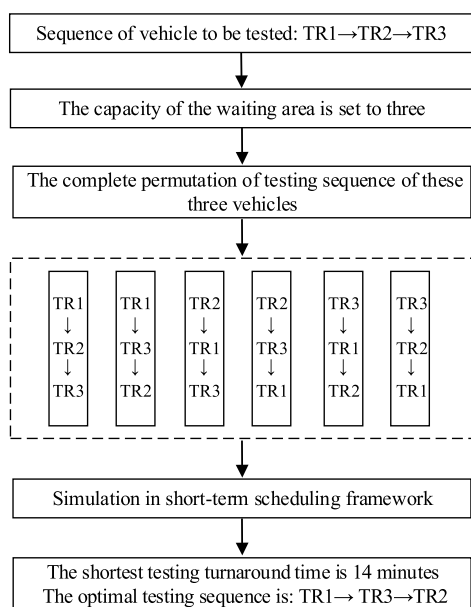 Sequence of vehicle to be tested: TR1→TR2→TR3
The capacity of the waiting area is set to three
The complete permutation of testing sequence of these
three vehicles
TR1
↓
TR2
↓
TR3
TR1
↓
TR3
↓
TR2
TR2
↓
TR1
↓
TR3
TR2
↓
TR3
↓
TR1
TR3
↓
TR1
↓
TR2
TR3
↓
TR2
↓
TR1
Simulation in short-term scheduling framework
The shortest testing turnaround time is 14 minutes
The optimal testing sequence is: TR1→ TR3→TR2